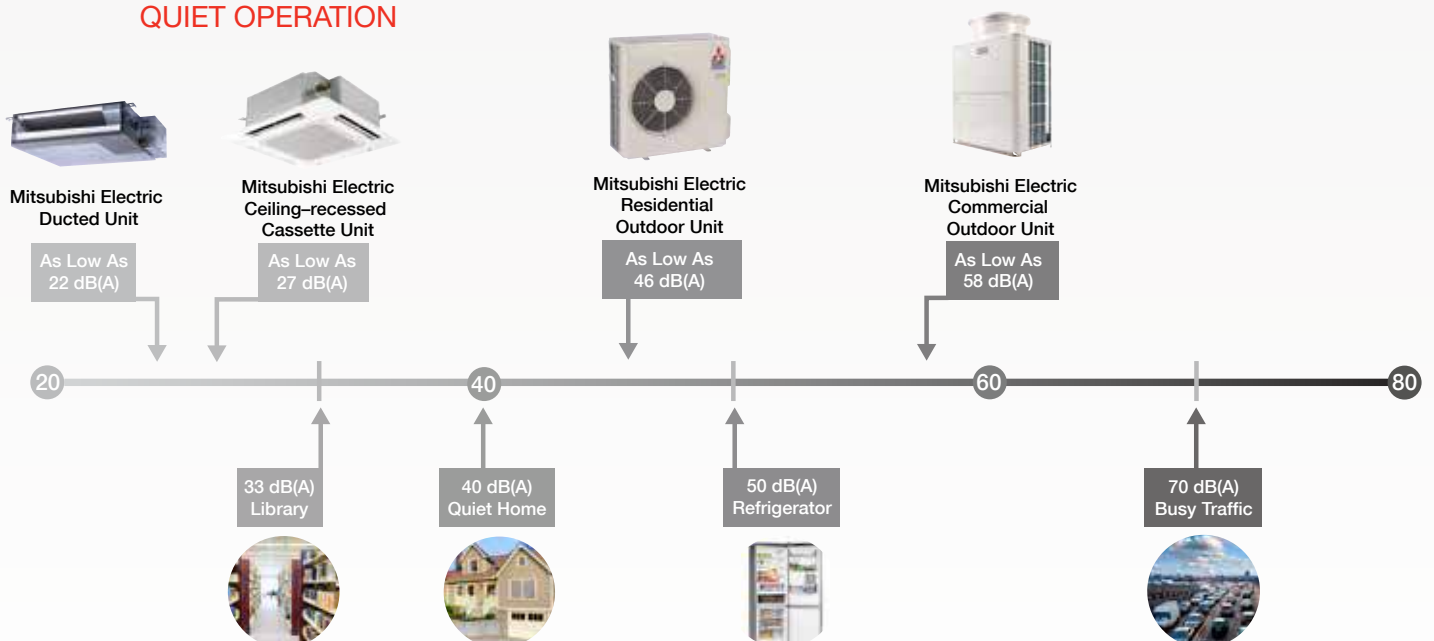 QUIET OPERATION
Mitsubishi Electric
Ducted Unit
As Low As
22 dB(A)
Mitsubishi Electric
Ceiling–recessed
Cassette Unit
As Low As
27 dB(A)
Mitsubishi Electric
Residential
Outdoor Unit
As Low As
46 dB(A)
Mitsubishi Electric
Commercial
Outdoor Unit
As Low As
58 dB(A)
20
40
60
80
33 dB(A)
Library
40 dB(A)
Quiet Home
50 dB(A)
Refrigerator
70 dB(A)
Busy Traffic